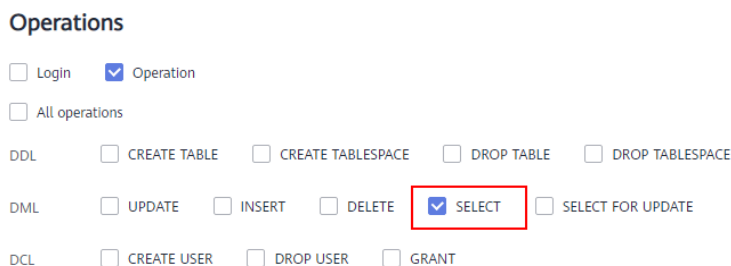 Operations
Login Operation
All operations
DDL CREATE TABLE CREATE TABLESPACE DROP TABLE DROP TABLESPACE
DML UPDATE INSERT DELETE SELECT SELECT FOR UPDATE
DCL CREATE USER DROP USER GRANT